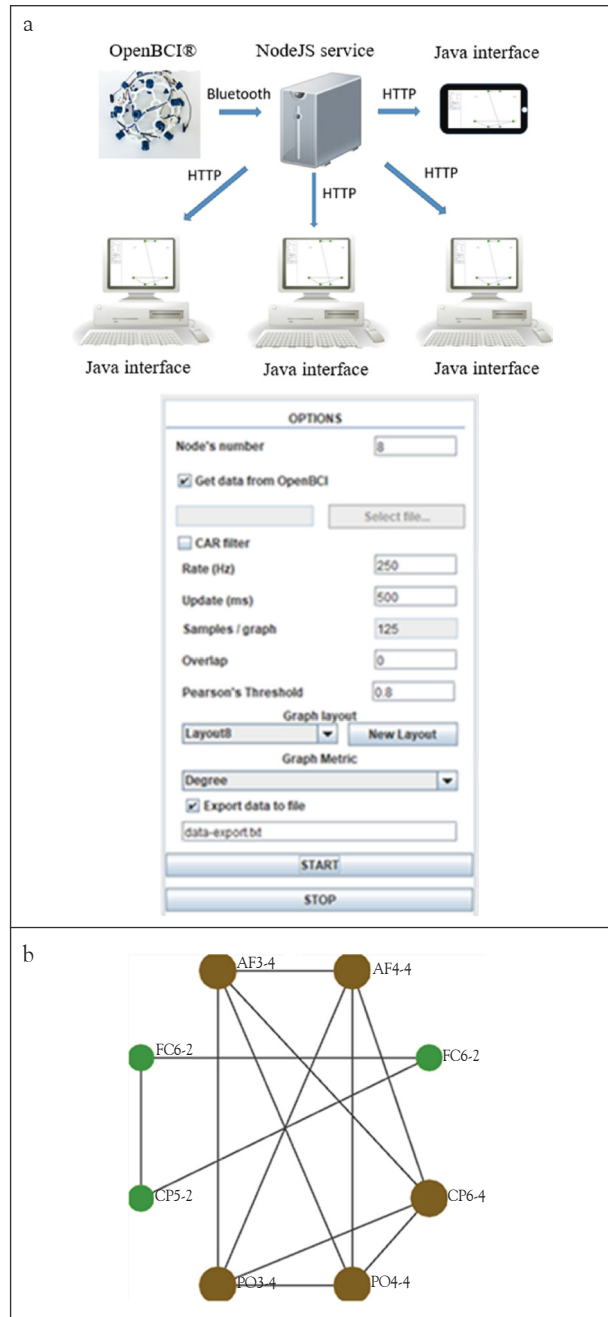 a
OpenBCI® NodeJS service Java interface
Bluetooth HTTP
HTTP HTTP HTTP
Java interface Java interface Java interface
OPTIONS
Node's number 8
Get data from OpenBCI
Select file...
CAR filter
Rate (Hz) 250
Update (ms) 500
Samples / graph 125
Overlap 0
Pearson's Threshold 0.8
Graph layout
Layout8 New Layout
Graph Metric
Degree
Export data to file
data-export.txt
START
STOP
b
AF3-4 AF4-4
FC6-2 FC6-2
CP5-2 CP6-4
PO3-4 PO4-4